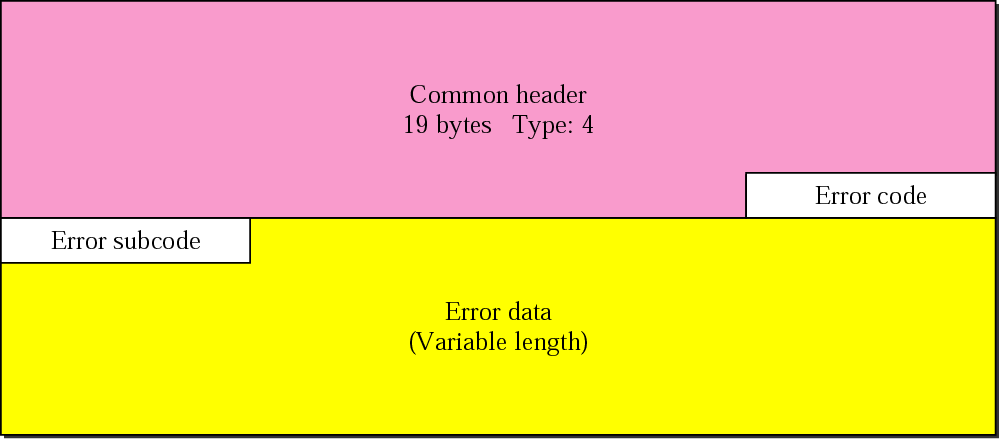 Common header
19 bytes Type: 4
Error code
Error subcode
Error data
(Variable length)